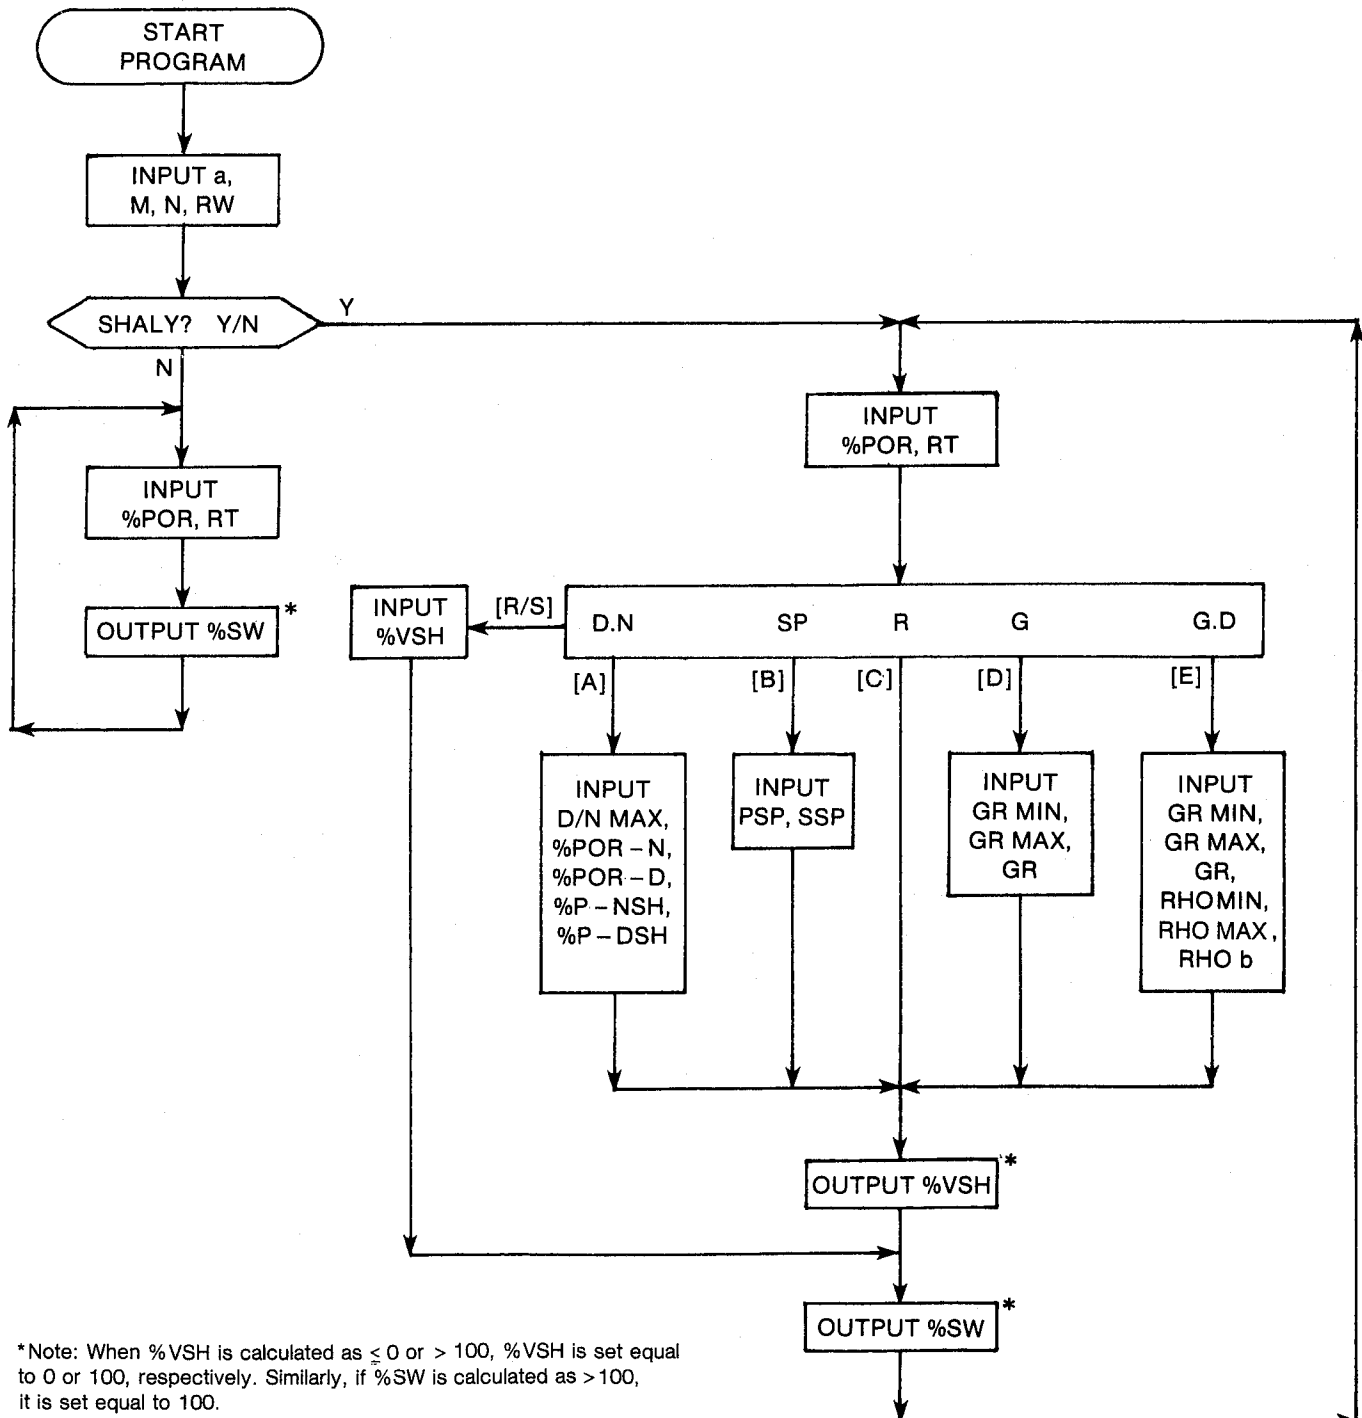 START
PROGRAM
INPUT a,
M, N, RW
SHALY? Y/N
Y
N
INPUT
%POR, RT
OUTPUT %SW
*
INPUT
%POR, RT
INPUT
%VSH
[R/S]
D.N SP R G G.D
[A] [B] [C] [D] [E]
INPUT
D/N MAX,
%POR – N,
%POR – D,
%P – NSH,
%P – DSH
INPUT
PSP, SSP
INPUT
GR MIN,
GR MAX,
GR
INPUT
GR MIN,
GR MAX,
GR,
RHOMIN,
RHO MAX,
RHO b
OUTPUT %VSH
*
OUTPUT %SW
*
*Note: When %VSH is calculated as ≤ 0 or > 100, %VSH is set equal
to 0 or 100, respectively. Similarly, if %SW is calculated as >100,
it is set equal to 100.